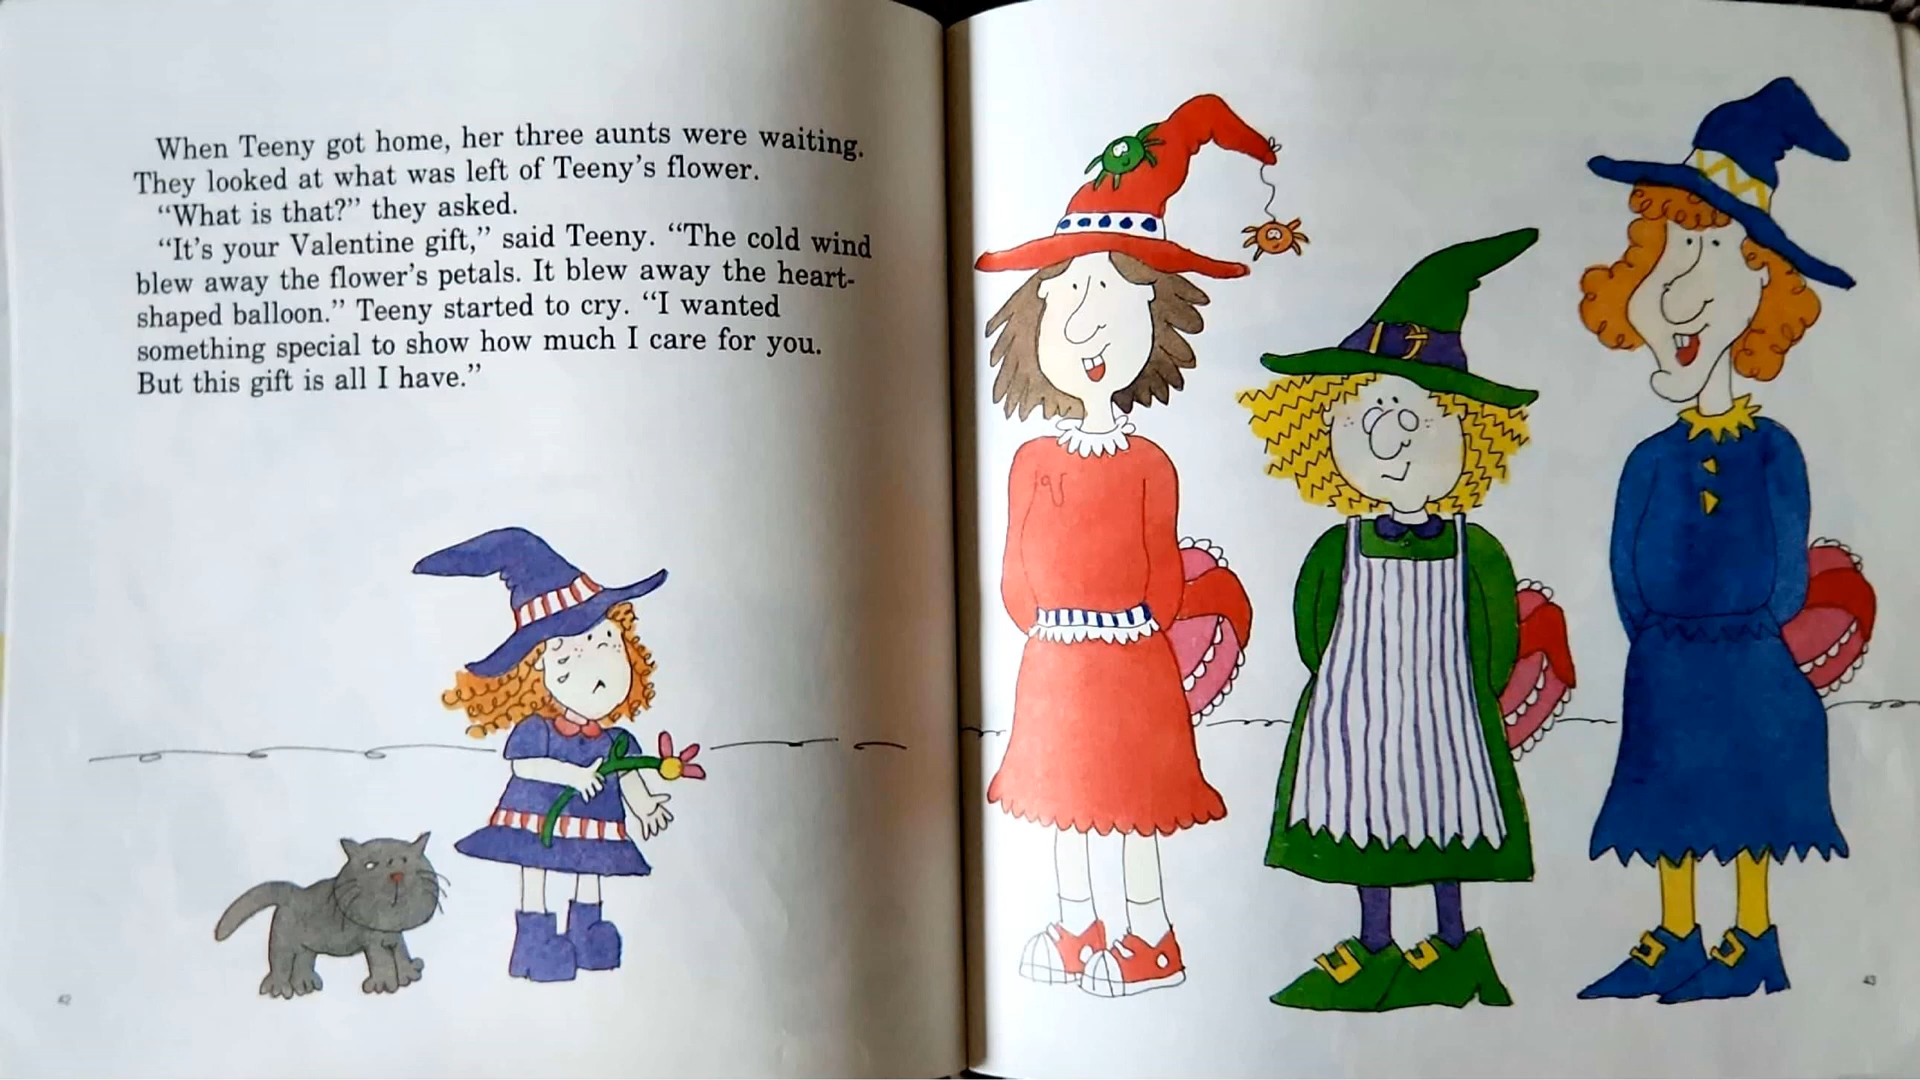 When Teeny got home, her three aunts were waiting.
They looked at what was left of Teeny's flower.
“What is that?” they asked.
“It's your Valentine gift,” said Teeny. “The cold wind
blew away the flower's petals. It blew away the heart-
shaped balloon.” Teeny started to cry. “I wanted
something special to show how much I care for you.
But this gift is all I have.”
42
43